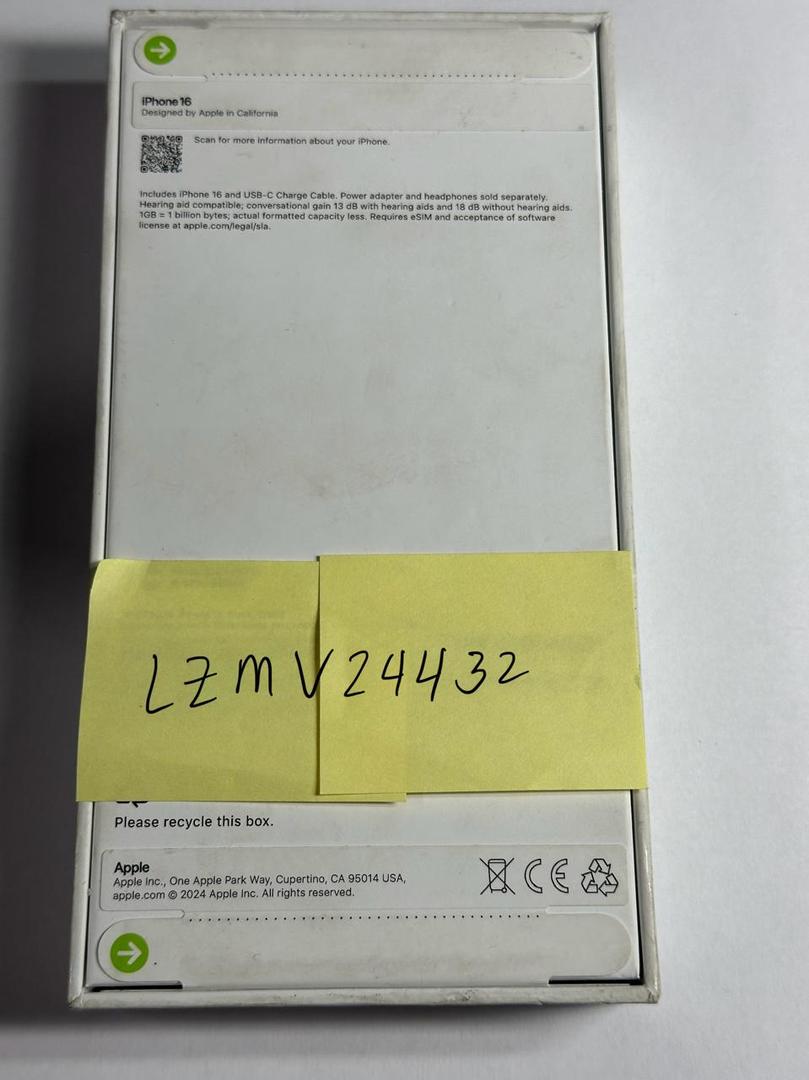 iPhone 16
Designed by Apple in California
Scan for more information about your iPhone.
Includes iPhone 16 and USB-C Charge Cable. Power adapter and headphones sold separately.
Hearing aid compatible; conversational gain 13 dB with hearing aids and 18 dB without hearing aids.
1GB = 1 billion bytes; actual formatted capacity less. Requires eSIM and acceptance of software
license at apple.com/legal/sla.
LZMV24432
Please recycle this box.
Apple
Apple Inc., One Apple Park Way, Cupertino, CA 95014 USA,
apple.com © 2024 Apple Inc. All rights reserved.
CE